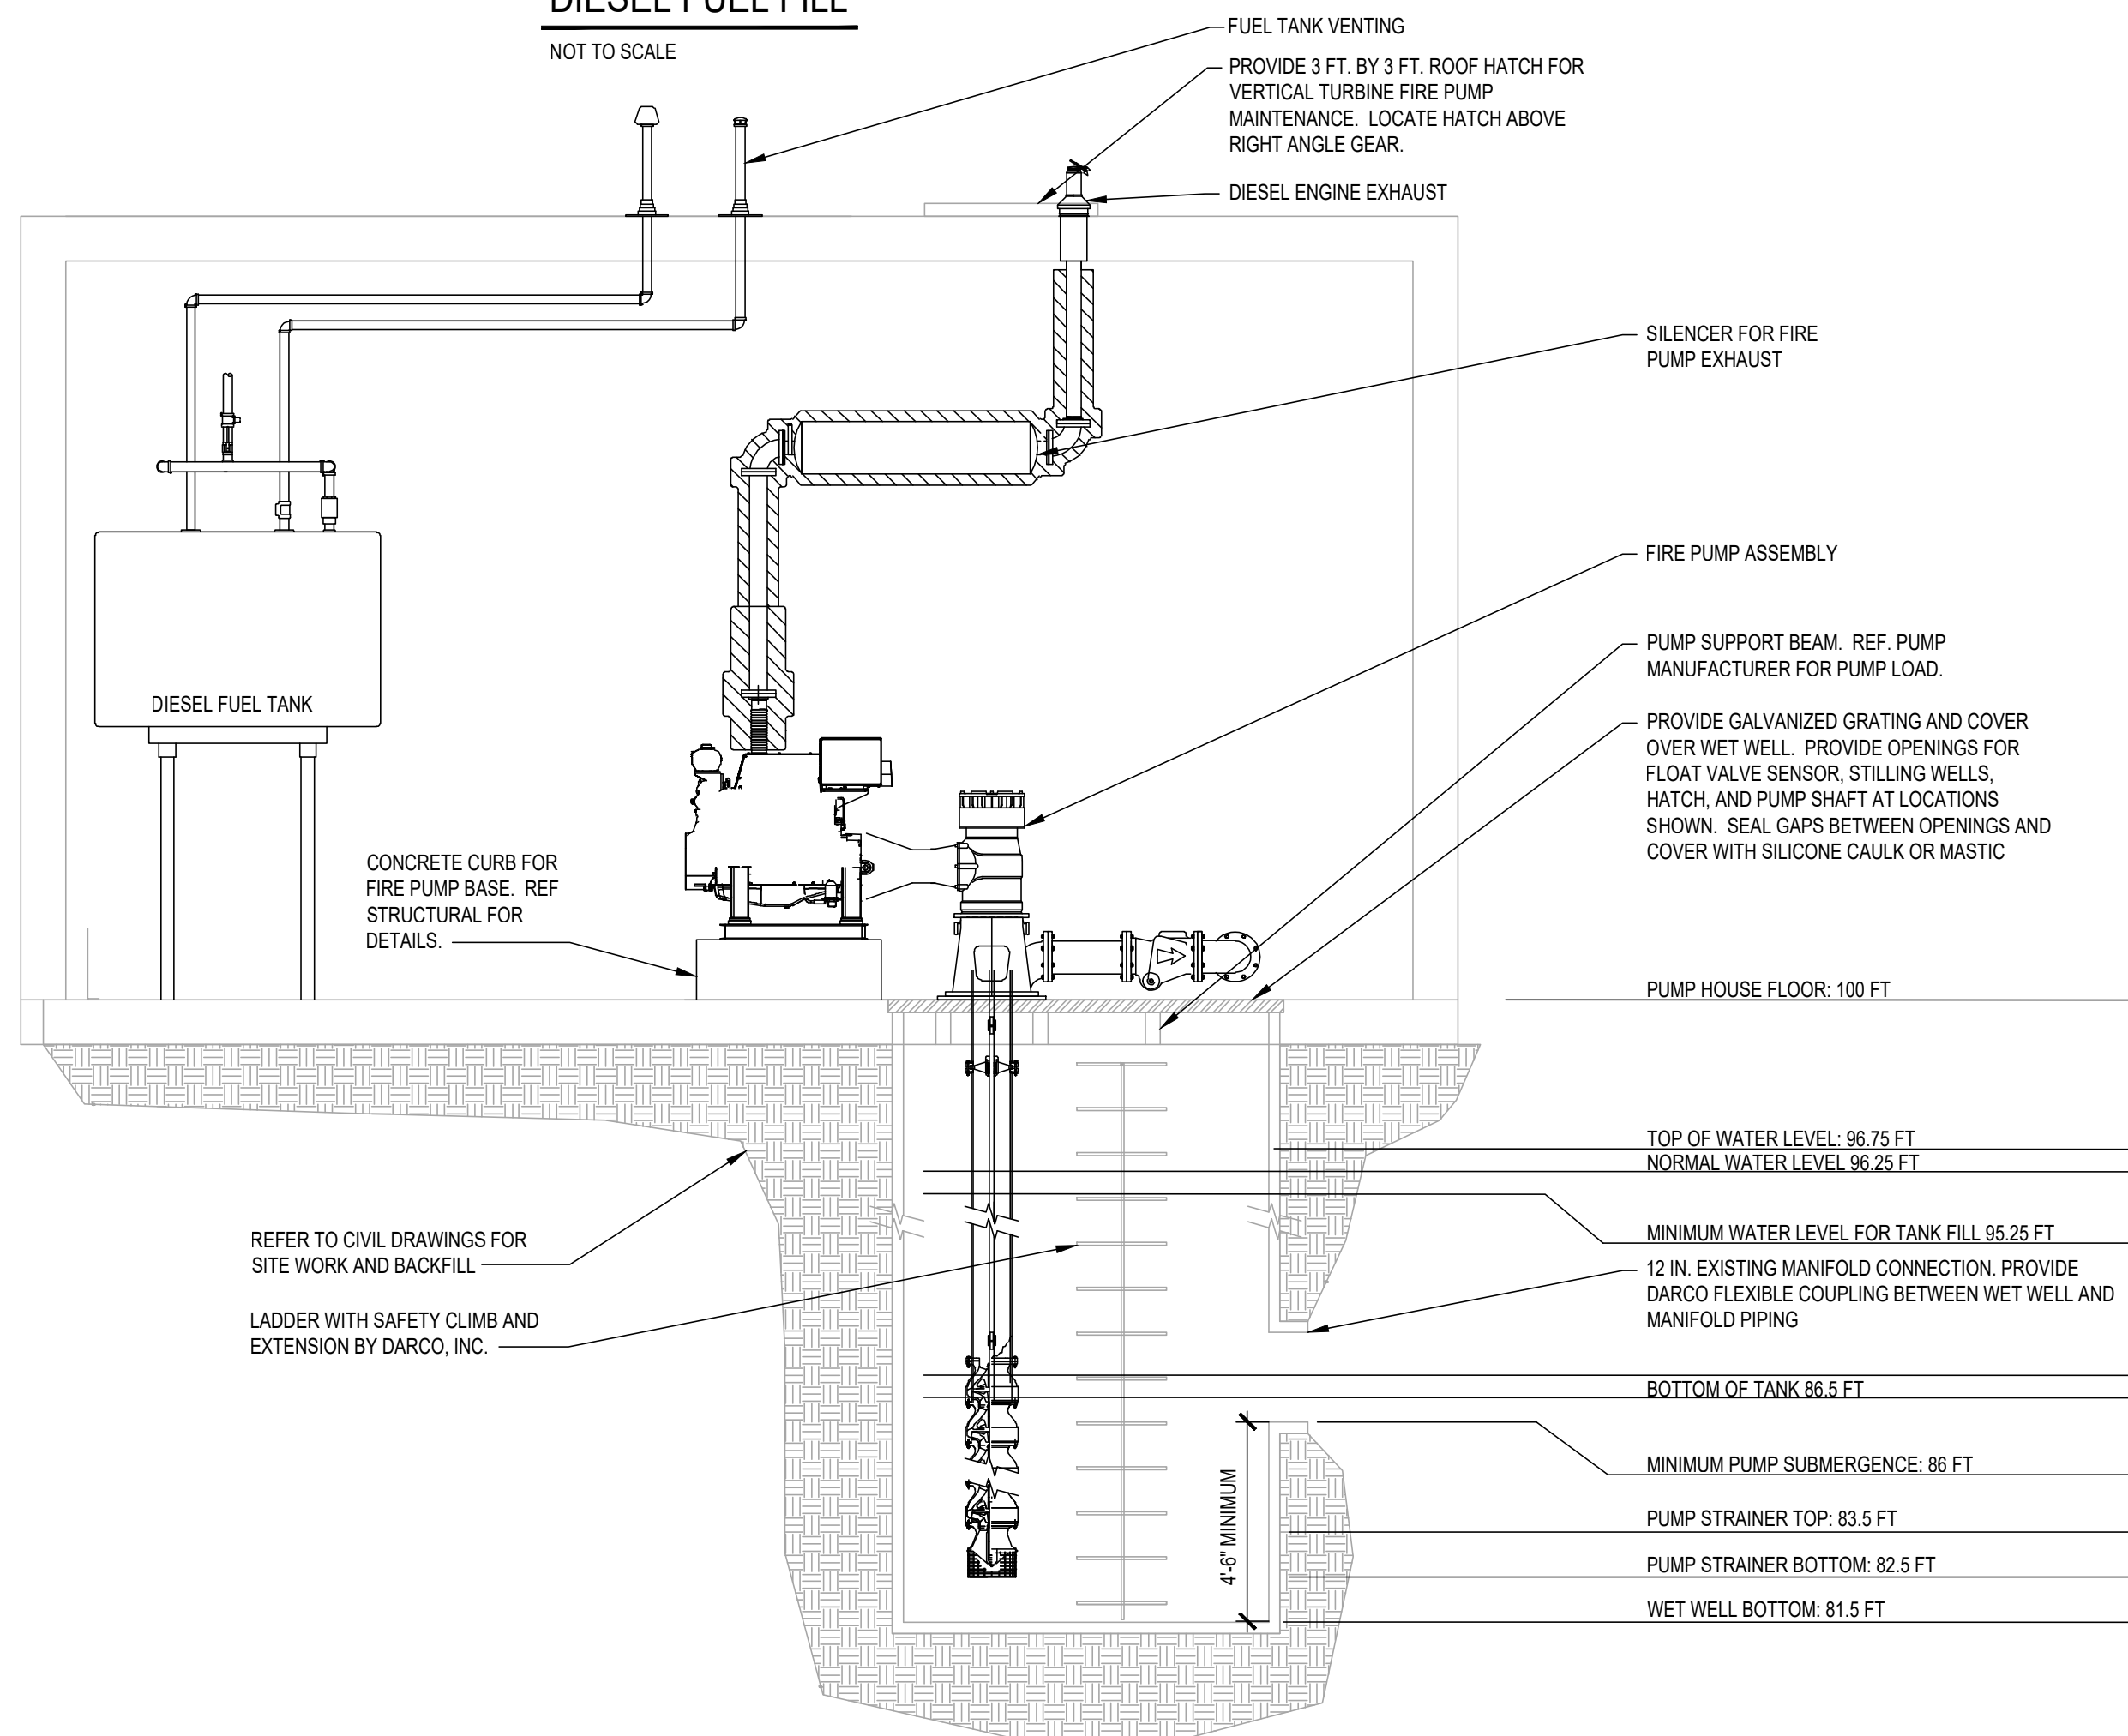 DIESEL FUEL FILL
NOT TO SCALE
FUEL TANK VENTING
PROVIDE 3 FT. BY 3 FT. ROOF HATCH FOR
VERTICAL TURBINE FIRE PUMP
MAINTENANCE. LOCATE HATCH ABOVE
RIGHT ANGLE GEAR.
DIESEL ENGINE EXHAUST
SILENCER FOR FIRE
PUMP EXHAUST
FIRE PUMP ASSEMBLY
PUMP SUPPORT BEAM. REF. PUMP
MANUFACTURER FOR PUMP LOAD.
DIESEL FUEL TANK
PROVIDE GALVANIZED GRATING AND COVER
OVER WET WELL. PROVIDE OPENINGS FOR
FLOAT VALVE SENSOR, STILLING WELLS,
HATCH, AND PUMP SHAFT AT LOCATIONS
SHOWN. SEAL GAPS BETWEEN OPENINGS AND
COVER WITH SILICONE CAULK OR MASTIC
CONCRETE CURB FOR
FIRE PUMP BASE. REF
STRUCTURAL FOR
DETAILS.
PUMP HOUSE FLOOR: 100 FT
TOP OF WATER LEVEL: 96.75 FT
NORMAL WATER LEVEL 96.25 FT
MINIMUM WATER LEVEL FOR TANK FILL 95.25 FT
REFER TO CIVIL DRAWINGS FOR
SITE WORK AND BACKFILL
12 IN. EXISTING MANIFOLD CONNECTION. PROVIDE
DARCO FLEXIBLE COUPLING BETWEEN WET WELL AND
MANIFOLD PIPING
LADDER WITH SAFETY CLIMB AND
EXTENSION BY DARCO, INC.
BOTTOM OF TANK 86.5 FT
MINIMUM PUMP SUBMERGENCE: 86 FT
4'-6" MINIMUM
PUMP STRAINER TOP: 83.5 FT
PUMP STRAINER BOTTOM: 82.5 FT
WET WELL BOTTOM: 81.5 FT